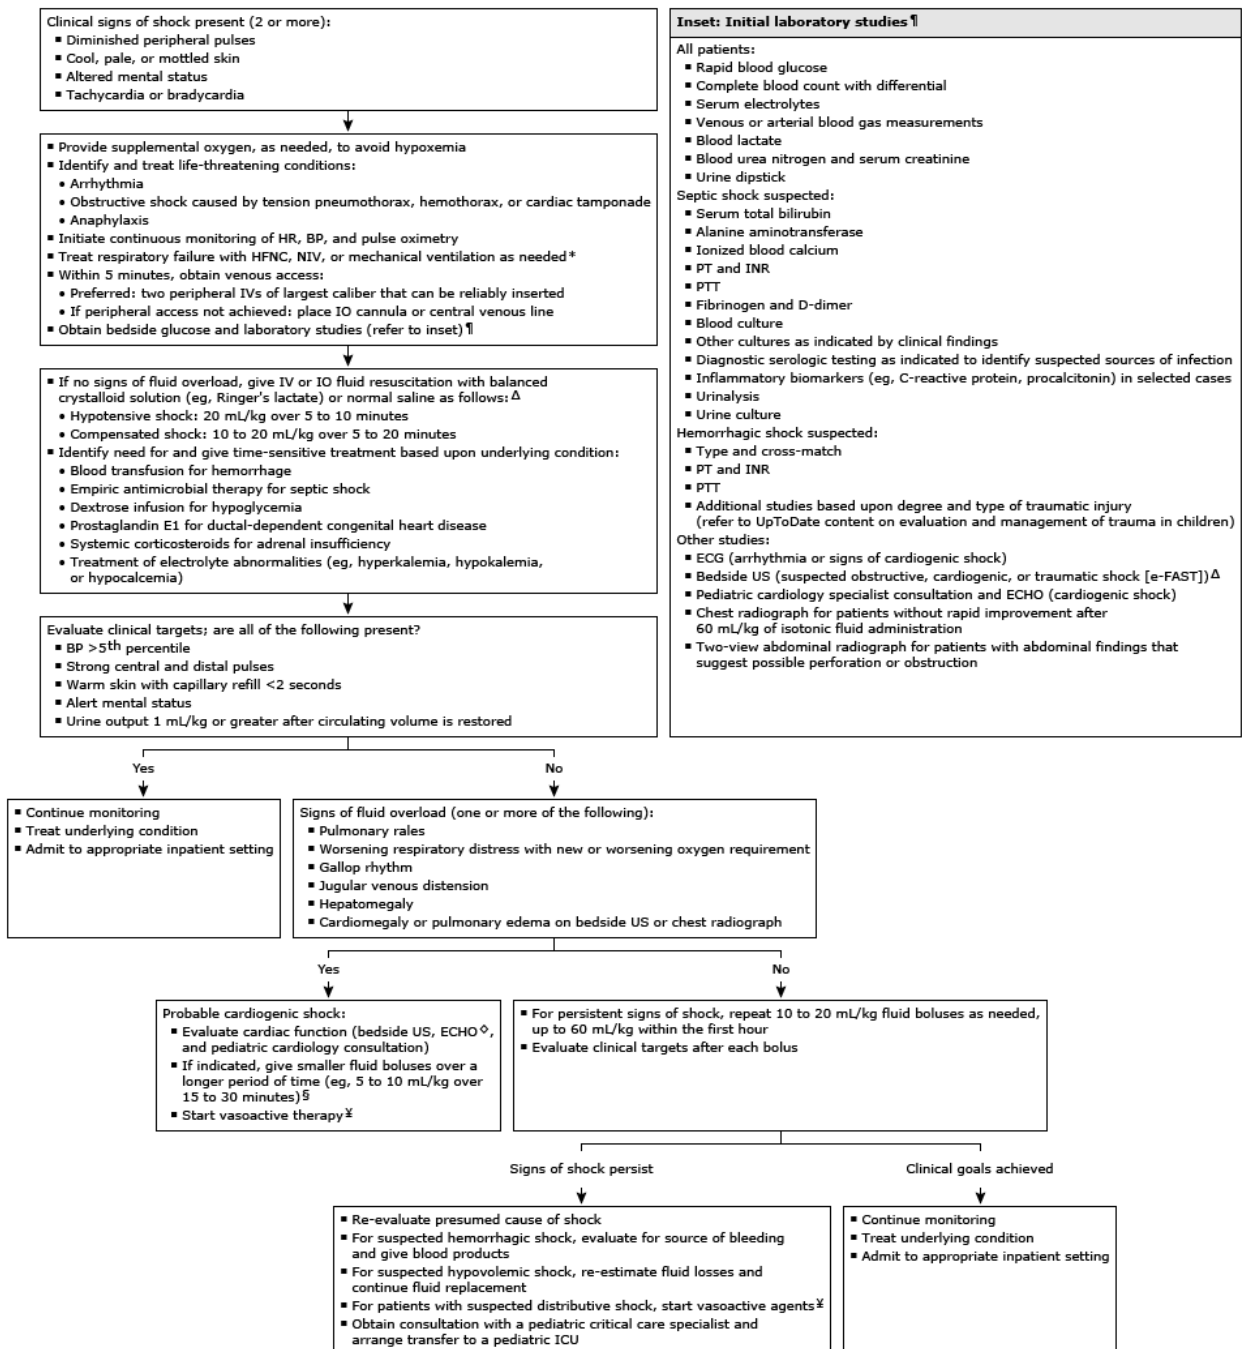 Clinical signs of shock present (2 or more):
▪ Diminished peripheral pulses
▪ Cool, pale, or mottled skin
▪ Altered mental status
▪ Tachycardia or bradycardia
▪ Provide supplemental oxygen, as needed, to avoid hypoxemia
▪ Identify and treat life-threatening conditions:
• Arrhythmia
• Obstructive shock caused by tension pneumothorax, hemothorax, or cardiac tamponade
• Anaphylaxis
▪ Initiate continuous monitoring of HR, BP, and pulse oximetry
▪ Treat respiratory failure with HFNC, NIV, or mechanical ventilation as needed*
▪ Within 5 minutes, obtain venous access:
• Preferred: two peripheral IVs of largest caliber that can be reliably inserted
• If peripheral access not achieved: place IO cannula or central venous line
▪ Obtain bedside glucose and laboratory studies (refer to inset)¶
▪ If no signs of fluid overload, give IV or IO fluid resuscitation with balanced
crystalloid solution (eg, Ringer's lactate) or normal saline as follows:Δ
• Hypotensive shock: 20 mL/kg over 5 to 10 minutes
• Compensated shock: 10 to 20 mL/kg over 5 to 20 minutes
▪ Identify need for and give time-sensitive treatment based upon underlying condition:
• Blood transfusion for hemorrhage
• Empiric antimicrobial therapy for septic shock
• Dextrose infusion for hypoglycemia
• Prostaglandin E1 for ductal-dependent congenital heart disease
• Systemic corticosteroids for adrenal insufficiency
• Treatment of electrolyte abnormalities (eg, hyperkalemia, hypokalemia,
or hypocalcemia)
Evaluate clinical targets; are all of the following present?
▪ BP >5th percentile
▪ Strong central and distal pulses
▪ Warm skin with capillary refill <2 seconds
▪ Alert mental status
▪ Urine output 1 mL/kg or greater after circulating volume is restored
Inset: Initial laboratory studies¶
All patients:
▪ Rapid blood glucose
▪ Complete blood count with differential
▪ Serum electrolytes
▪ Venous or arterial blood gas measurements
▪ Blood lactate
▪ Blood urea nitrogen and serum creatinine
▪ Urine dipstick
Septic shock suspected:
▪ Serum total bilirubin
▪ Alanine aminotransferase
▪ Ionized blood calcium
▪ PT and INR
▪ PTT
▪ Fibrinogen and D-dimer
▪ Blood culture
▪ Other cultures as indicated by clinical findings
▪ Diagnostic serologic testing as indicated to identify suspected sources of infection
▪ Inflammatory biomarkers (eg, C-reactive protein, procalcitonin) in selected cases
▪ Urinalysis
▪ Urine culture
Hemorrhagic shock suspected:
▪ Type and cross-match
▪ PT and INR
▪ PTT
▪ Additional studies based upon degree and type of traumatic injury
(refer to UpToDate content on evaluation and management of trauma in children)
Other studies:
▪ ECG (arrhythmia or signs of cardiogenic shock)
▪ Bedside US (suspected obstructive, cardiogenic, or traumatic shock [e-FAST])Δ
▪ Pediatric cardiology specialist consultation and ECHO (cardiogenic shock)
▪ Chest radiograph for patients without rapid improvement after
60 mL/kg of isotonic fluid administration
▪ Two-view abdominal radiograph for patients with abdominal findings that
suggest possible perforation or obstruction
Yes
No
▪ Continue monitoring
▪ Treat underlying condition
▪ Admit to appropriate inpatient setting
Signs of fluid overload (one or more of the following):
▪ Pulmonary rales
▪ Worsening respiratory distress with new or worsening oxygen requirement
▪ Gallop rhythm
▪ Jugular venous distension
▪ Hepatomegaly
▪ Cardiomegaly or pulmonary edema on bedside US or chest radiograph
Yes
No
Probable cardiogenic shock:
▪ Evaluate cardiac function (bedside US, ECHO◇,
and pediatric cardiology consultation)
▪ If indicated, give smaller fluid boluses over a
longer period of time (eg, 5 to 10 mL/kg over
15 to 30 minutes)§
▪ Start vasoactive therapy¥
▪ For persistent signs of shock, repeat 10 to 20 mL/kg fluid boluses as needed,
up to 60 mL/kg within the first hour
▪ Evaluate clinical targets after each bolus
Signs of shock persist
Clinical goals achieved
▪ Re-evaluate presumed cause of shock
▪ For suspected hemorrhagic shock, evaluate for source of bleeding
and give blood products
▪ For suspected hypovolemic shock, re-estimate fluid losses and
continue fluid replacement
▪ For patients with suspected distributive shock, start vasoactive agents¥
▪ Obtain consultation with a pediatric critical care specialist and
arrange transfer to a pediatric ICU
▪ Continue monitoring
▪ Treat underlying condition
▪ Admit to appropriate inpatient setting